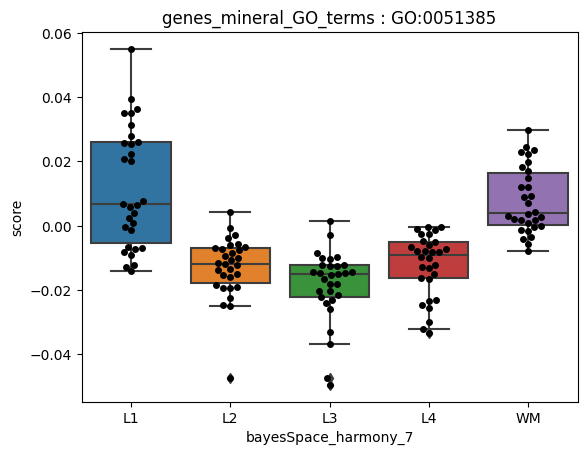 genes_mineral_GO_terms : GO:0051385
0.06
0.04
0.02
0.00
−0.02
−0.04
score
L1 L2 L3 L4 WM
bayesSpace_harmony_7